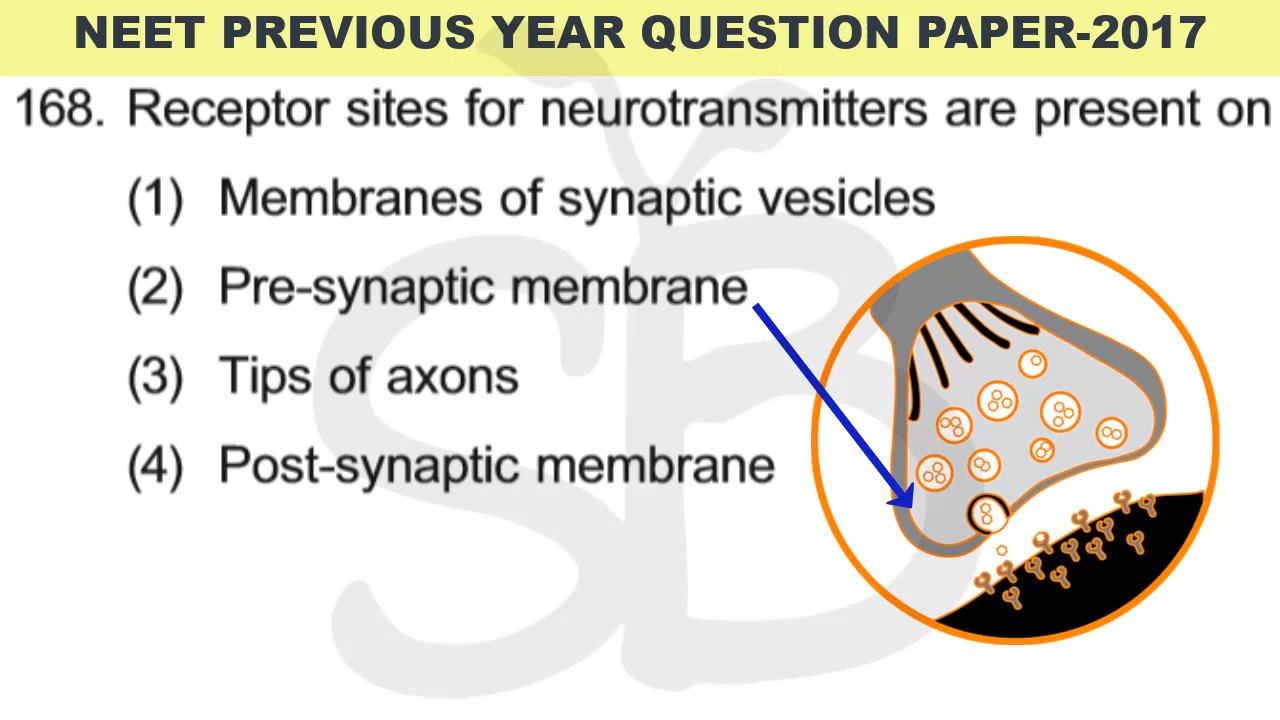 NEET PREVIOUS YEAR QUESTION PAPER-2017
168. Receptor sites for neurotransmitters are present on
(1) Membranes of synaptic vesicles
(2) Pre-synaptic membrane
(3) Tips of axons
(4) Post-synaptic membrane
SB